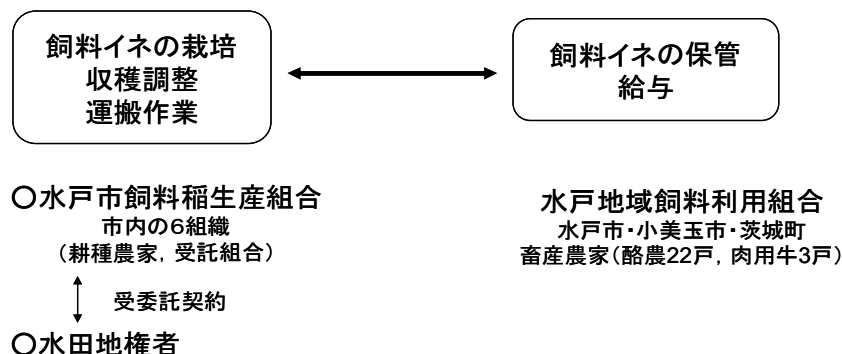 飼料イネの栽培
収穫調整
運搬作業
飼料イネの保管
給与
○水戸市飼料稲生産組合
市内の6組織
（耕種農家，受託組合）
受委託契約
○水田地権者
水戸地域飼料利用組合
水戸市・小美玉市・茨城町
畜産農家（酪農22戸，肉用牛3戸）